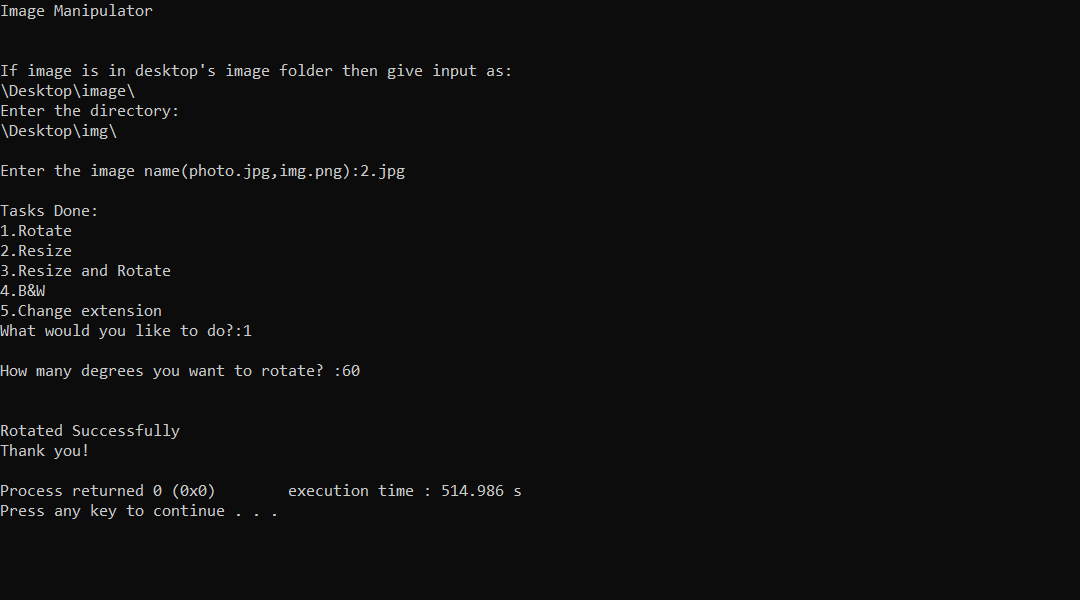 Image Manipulator
If image is in desktop's image folder then give input as:
\Desktop\image\
Enter the directory:
\Desktop\img\
Enter the image name(photo.jpg,img.png):2.jpg
Tasks Done:
1.Rotate
2.Resize
3.Resize and Rotate
4.B&W
5.Change extension
What would you like to do?:1
How many degrees you want to rotate? :60
Rotated Successfully
Thank you!
Process returned 0 (0x0)        execution time : 514.986 s
Press any key to continue . . .